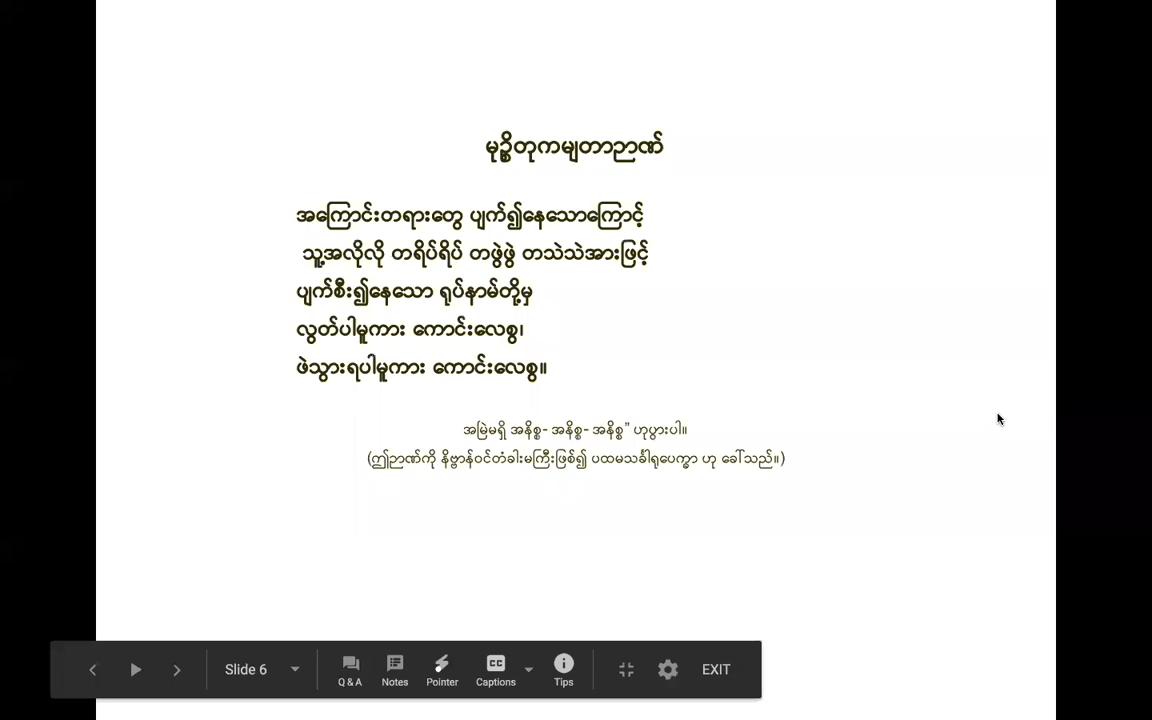 မုဉ္စိတုကမျတာဉာဏ်
အကြောင်းတရားတွေ ပျက်၍နေသောကြောင့်
သူ့အလိုလို တရိပ်ရိပ် တဖွဲဖွဲ တသဲသဲအားဖြင့်
ပျက်စီး၍နေသော ရုပ်နာမ်တို့မှ
လွတ်ပါမူကား ကောင်းလေစွ၊
ဖဲသွားရပါမူကား ကောင်းလေစွ။
အမြဲမရှိ အနိစ္စ- အနိစ္စ- အနိစ္စ" ဟုပွားပါ။
(ဤဉာဏ်ကို နိဗ္ဗာန်ဝင်တံခါးမကြီးဖြစ်၍ ပထမသင်္ခါရုပေက္ခာ ဟု ခေါ်သည်။)
Slide 6
Q & A
Notes
Pointer
CC
Captions
Tips
EXIT